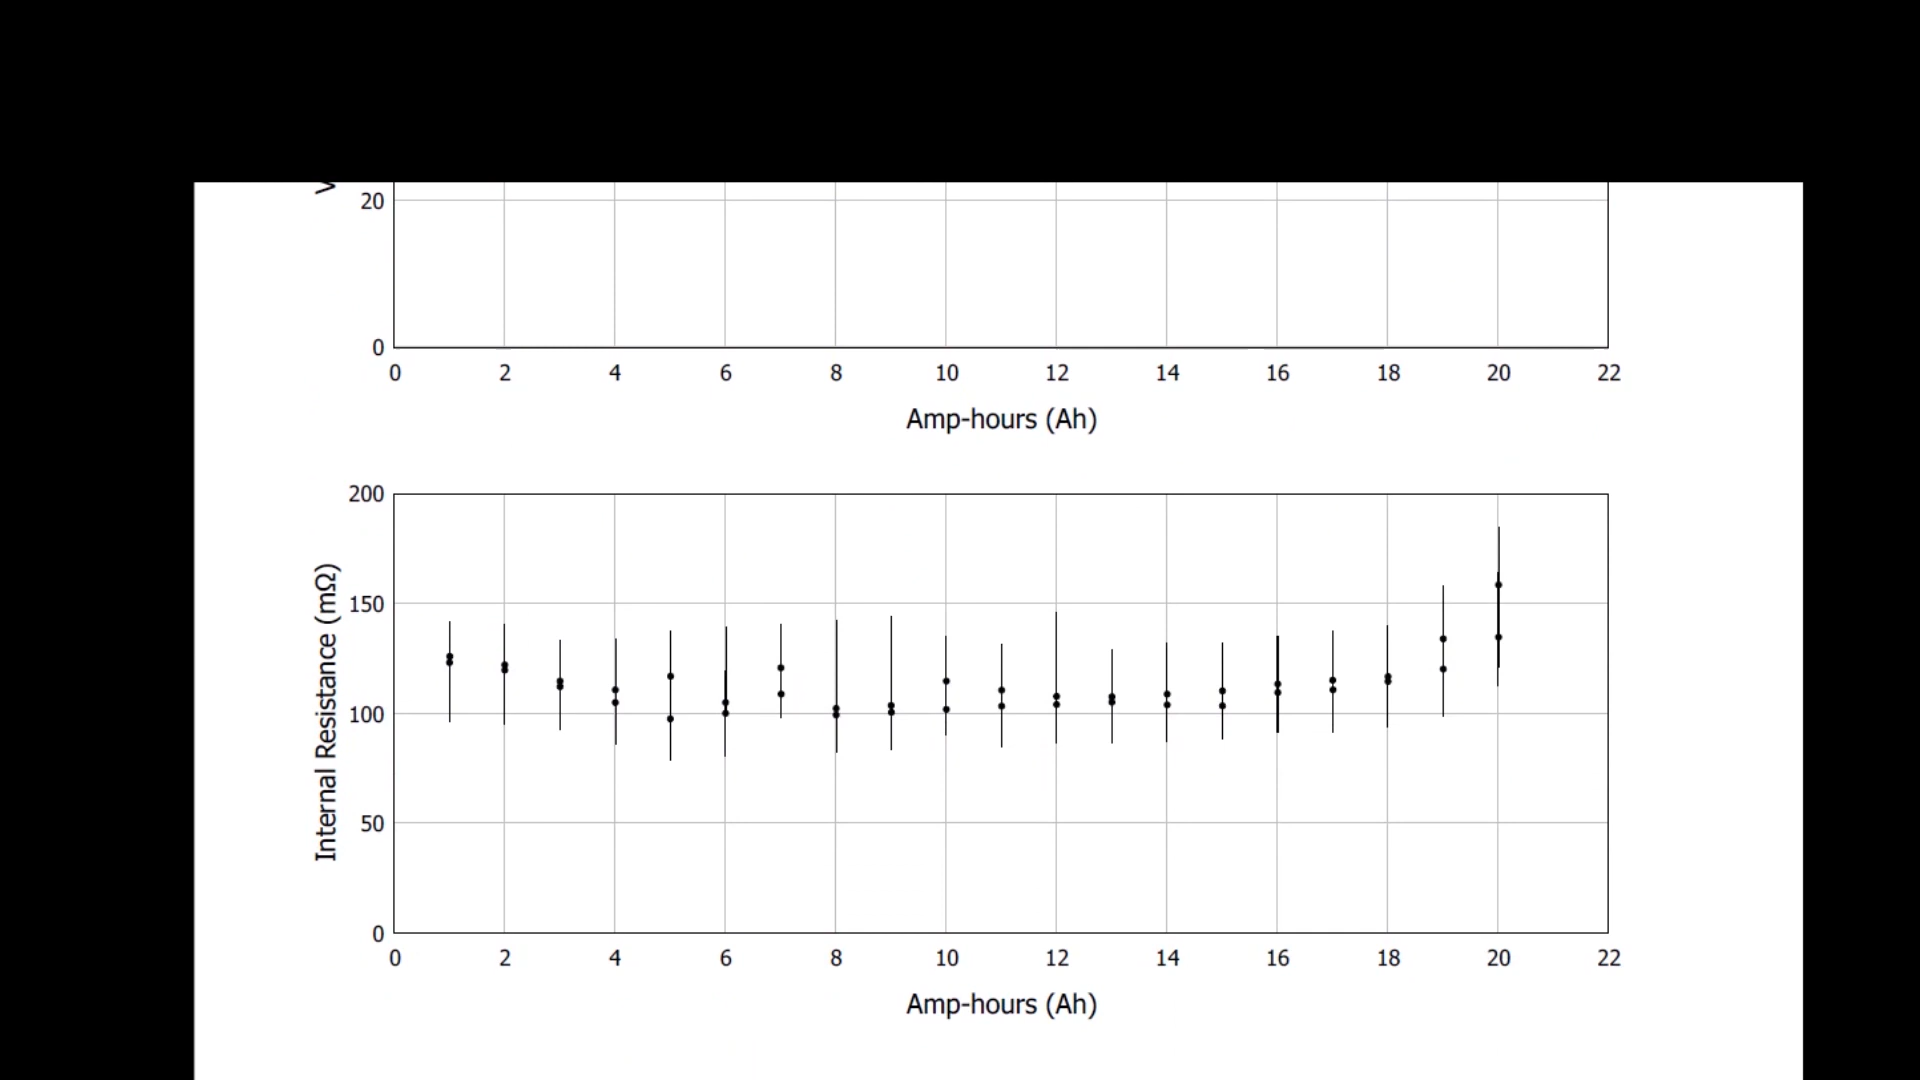 20
0
0 2 4 6 8 10 12 14 16 18 20 22
Amp-hours (Ah)
200
150
100
50
0
Internal Resistance (mΩ)
0 2 4 6 8 10 12 14 16 18 20 22
Amp-hours (Ah)